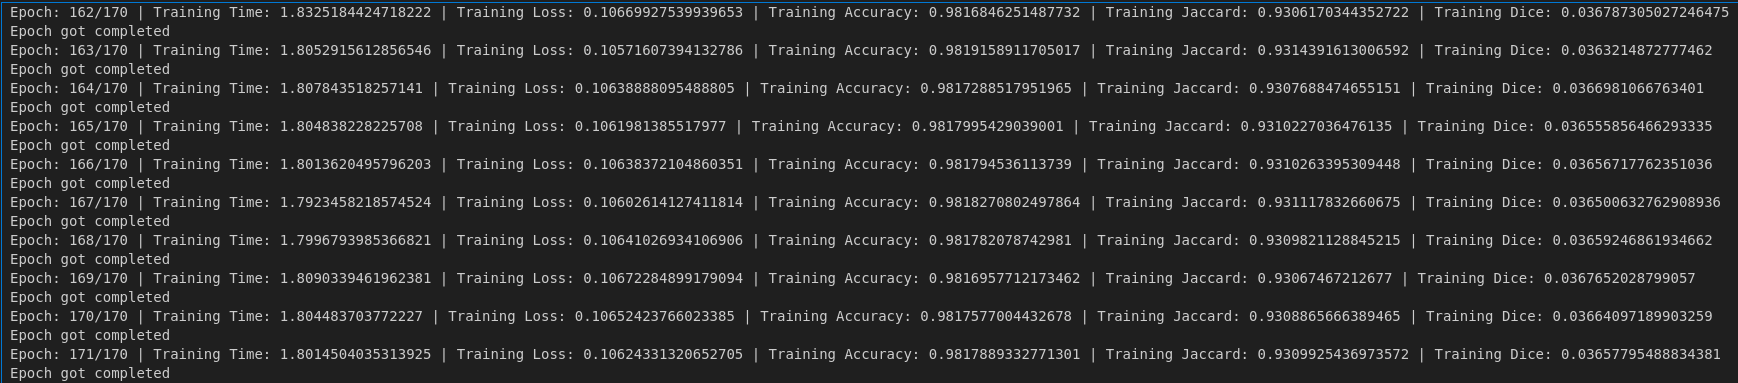 Epoch: 162/170 | Training Time: 1.8325184424718222 | Training Loss: 0.10669927539939653 | Training Accuracy: 0.9816846251487732 | Training Jaccard: 0.9306170344352722 | Training Dice: 0.036787305027246475
Epoch got completed
Epoch: 163/170 | Training Time: 1.8052915612856546 | Training Loss: 0.10571607394132786 | Training Accuracy: 0.9819158911705017 | Training Jaccard: 0.9314391613006592 | Training Dice: 0.0363214872777462
Epoch got completed
Epoch: 164/170 | Training Time: 1.807843518257141 | Training Loss: 0.10638888095488805 | Training Accuracy: 0.9817288517951965 | Training Jaccard: 0.9307688474655151 | Training Dice: 0.0366981066763401
Epoch got completed
Epoch: 165/170 | Training Time: 1.804838228225708 | Training Loss: 0.1061981385517977 | Training Accuracy: 0.9817995429039001 | Training Jaccard: 0.9310227036476135 | Training Dice: 0.036555856466293335
Epoch got completed
Epoch: 166/170 | Training Time: 1.8013620495796203 | Training Loss: 0.10638372104860351 | Training Accuracy: 0.981794536113739 | Training Jaccard: 0.9310263395309448 | Training Dice: 0.03656717762351036
Epoch got completed
Epoch: 167/170 | Training Time: 1.7923458218574524 | Training Loss: 0.10602614127411814 | Training Accuracy: 0.9818270802497864 | Training Jaccard: 0.931117832660675 | Training Dice: 0.036500632762908936
Epoch got completed
Epoch: 168/170 | Training Time: 1.7996793985366821 | Training Loss: 0.10641026934106906 | Training Accuracy: 0.981782078742981 | Training Jaccard: 0.9309821128845215 | Training Dice: 0.03659246861934662
Epoch got completed
Epoch: 169/170 | Training Time: 1.8090339461962381 | Training Loss: 0.10672284899179094 | Training Accuracy: 0.9816957712173462 | Training Jaccard: 0.93067467212677 | Training Dice: 0.0367652028799057
Epoch got completed
Epoch: 170/170 | Training Time: 1.804483703772227 | Training Loss: 0.10652423766023385 | Training Accuracy: 0.9817577004432678 | Training Jaccard: 0.9308865666389465 | Training Dice: 0.03664097189903259
Epoch got completed
Epoch: 171/170 | Training Time: 1.8014504035313925 | Training Loss: 0.10624331320652705 | Training Accuracy: 0.9817889332771301 | Training Jaccard: 0.9309925436973572 | Training Dice: 0.03657795488834381
Epoch got completed